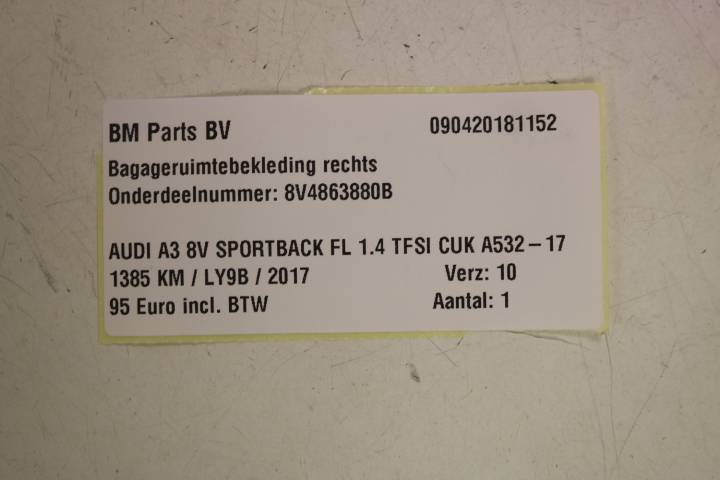 BM Parts BV 090420181152
Bagageruimtebekleding rechts
Onderdeelnummer: 8V4863880B
AUDI A3 8V SPORTBACK FL 1.4 TFSI CUK A532-17
1385 KM / LY9B / 2017 Verz: 10
95 Euro incl. BTW Aantal: 1